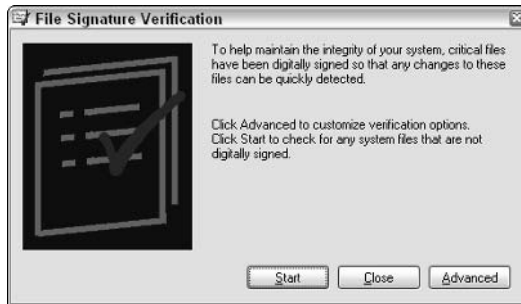 File Signature Verification
To help maintain the integrity of your system, critical files
have been digitally signed so that any changes to these
files can be quickly detected.
Click Advanced to customize verification options.
Click Start to check for any system files that are not
digitally signed.
Start Close Advanced